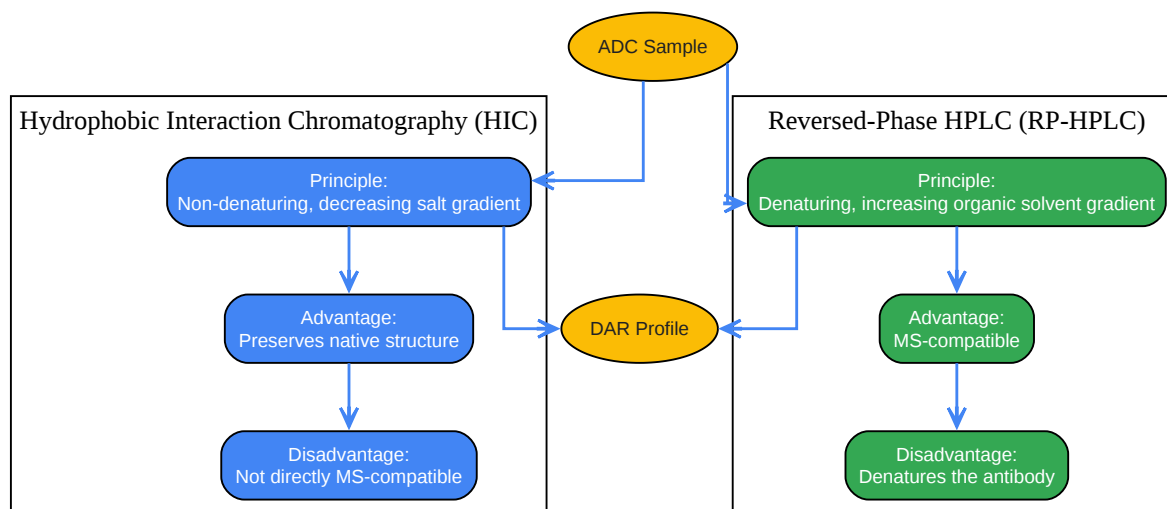 ADC Sample
Hydrophobic Interaction Chromatography (HIC)
Principle:
Non-denaturing, decreasing salt gradient
Advantage:
Preserves native structure
Disadvantage:
Not directly MS-compatible
DAR Profile
Reversed-Phase HPLC (RP-HPLC)
Principle:
Denaturing, increasing organic solvent gradient
Advantage:
MS-compatible
Disadvantage:
Denatures the antibody